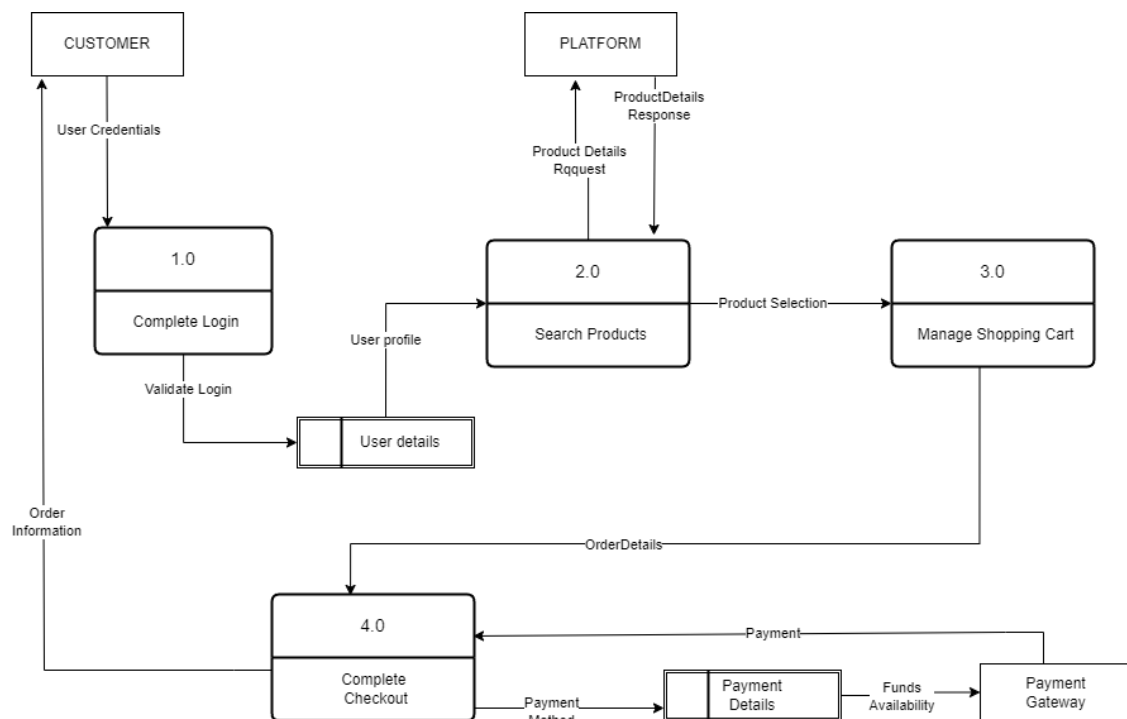 CUSTOMER
PLATFORM
User Credentials
ProductDetails
Response
Product Details
Rqquest
1.0
Complete Login
2.0
Search Products
Product Selection
3.0
Manage Shopping Cart
User profile
Validate Login
User details
Order
Information
OrderDetails
4.0
Complete
Checkout
Payment
Payment
Method
Payment
Details
Funds
Availability
Payment
Gateway